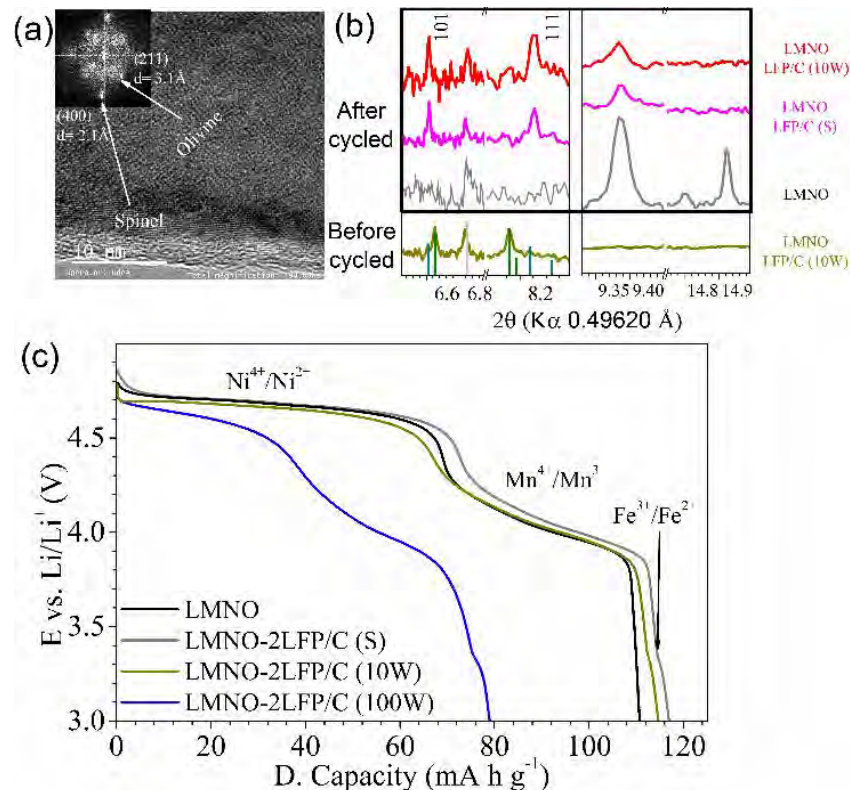 (a)
(211)
d= 3.1Å
(400)
d= 2.1Å
Olivine
Spinel
10 nm
(b)
101
111
After
cycled
Before
cycled
LMNO
LFP/C (10W)
LMNO
LFP/C (S)
LMNO
LMNO
LFP/C (10W)
6.6 6.8 8.2 9.35 9.40 14.8 14.9
2θ (Kα 0.49620 Å)
(c)
Ni4+/Ni2+
Mn4+/Mn3
Fe3+/Fe2+
E vs. Li/Li+ (V)
4.5
4.0
3.5
3.0
LMNO
LMNO-2LFP/C (S)
LMNO-2LFP/C (10W)
LMNO-2LFP/C (100W)
0 20 40 60 80 100 120
D. Capacity (mA h g-1)